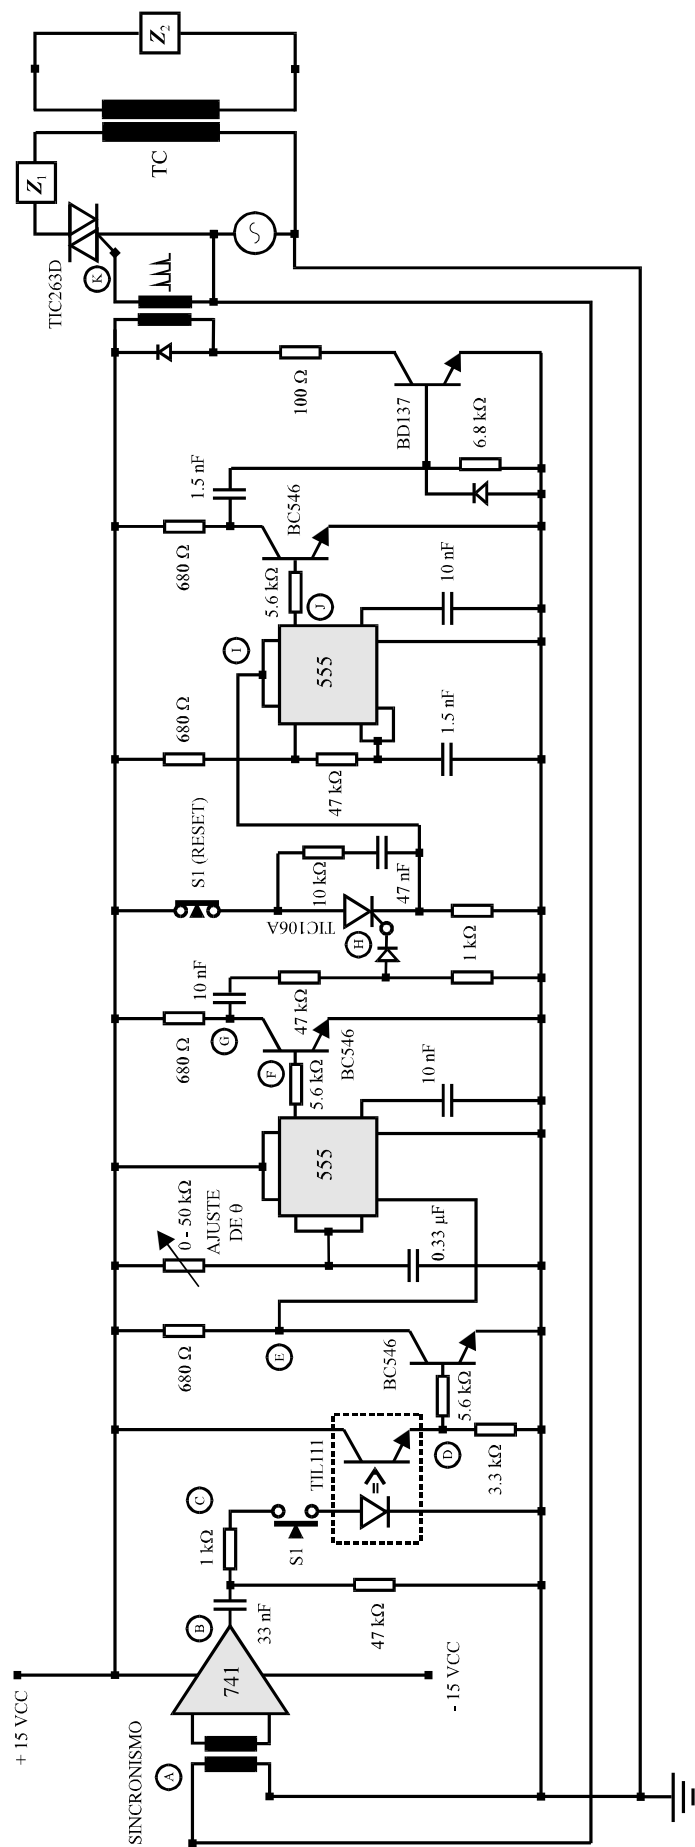 + 15 VCC
SINCRONISMO
A
741
B
33 nF
- 15 VCC
47 kΩ
1 kΩ
C
S1
TIL111
D
3.3 kΩ
5.6 kΩ
BC546
E
680 Ω
0 - 50 kΩ
AJUSTE
DE θ
0.33 µF
555
10 nF
F
5.6 kΩ
BC546
G
680 Ω
10 nF
47 kΩ
H
1 kΩ
TIC106A
S1 (RESET)
10 kΩ
47 nF
680 Ω
47 kΩ
1.5 nF
555
I
J
10 nF
5.6 kΩ
BC546
680 Ω
1.5 nF
6.8 kΩ
BD137
100 Ω
K
TIC263D
Z1
TC
Z2